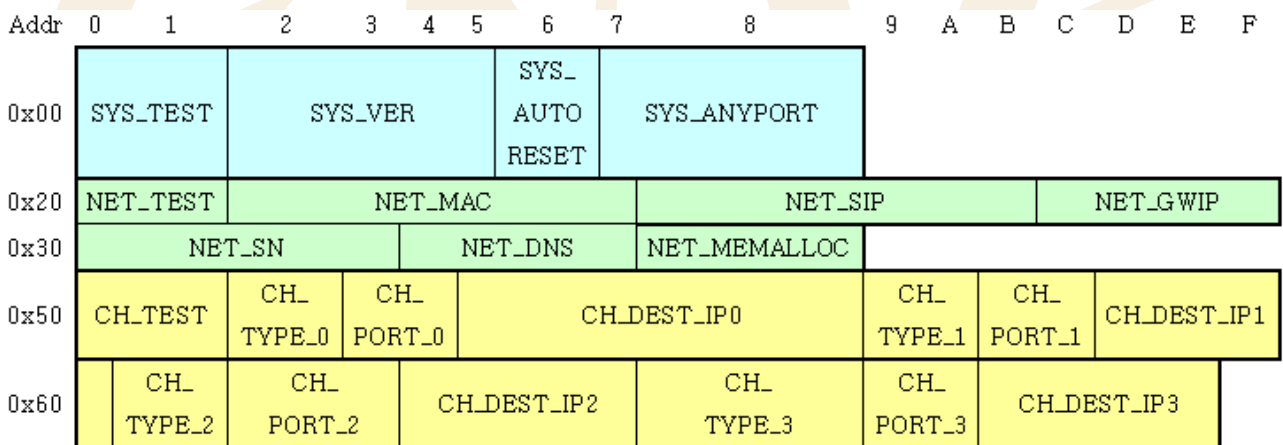 Addr 0 1 2 3 4 5 6 7 8 9 A B C D E F
0x00 SYS_TEST SYS_VER SYS_ AUTO RESET SYS_ANYPORT
0x20 NET_TEST NET_MAC NET_SIP NET_GWIP
0x30 NET_SN NET_DNS NET_MEMALLOC
0x50 CH_TEST CH_ TYPE_0 CH_ PORT_0 CH_DEST_IP0 CH_ TYPE_1 CH_ PORT_1 CH_DEST_IP1
0x60 CH_ TYPE_2 CH_ PORT_2 CH_DEST_IP2 CH_ TYPE_3 CH_ PORT_3 CH_DEST_IP3